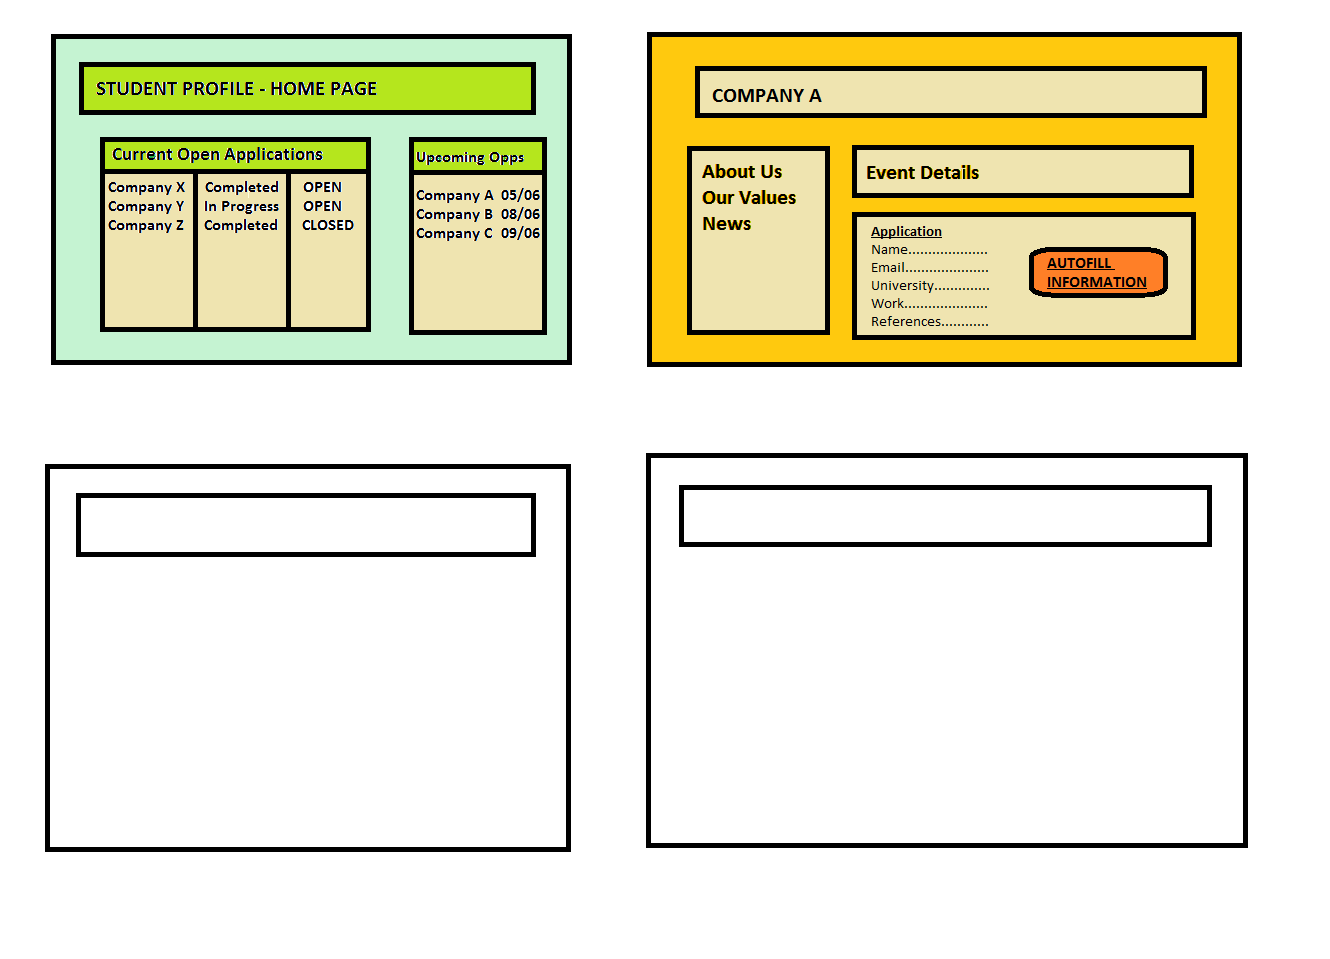 STUDENT PROFILE - HOME PAGE
Current Open Applications
Company X Completed OPEN
Company Y In Progress OPEN
Company Z Completed CLOSED
Upcoming Opps
Company A 05/06
Company B 08/06
Company C 09/06
COMPANY A
About Us
Our Values
News
Event Details
Application
Name....................
Email.....................
University..............
Work.....................
References............
AUTOFILL
INFORMATION